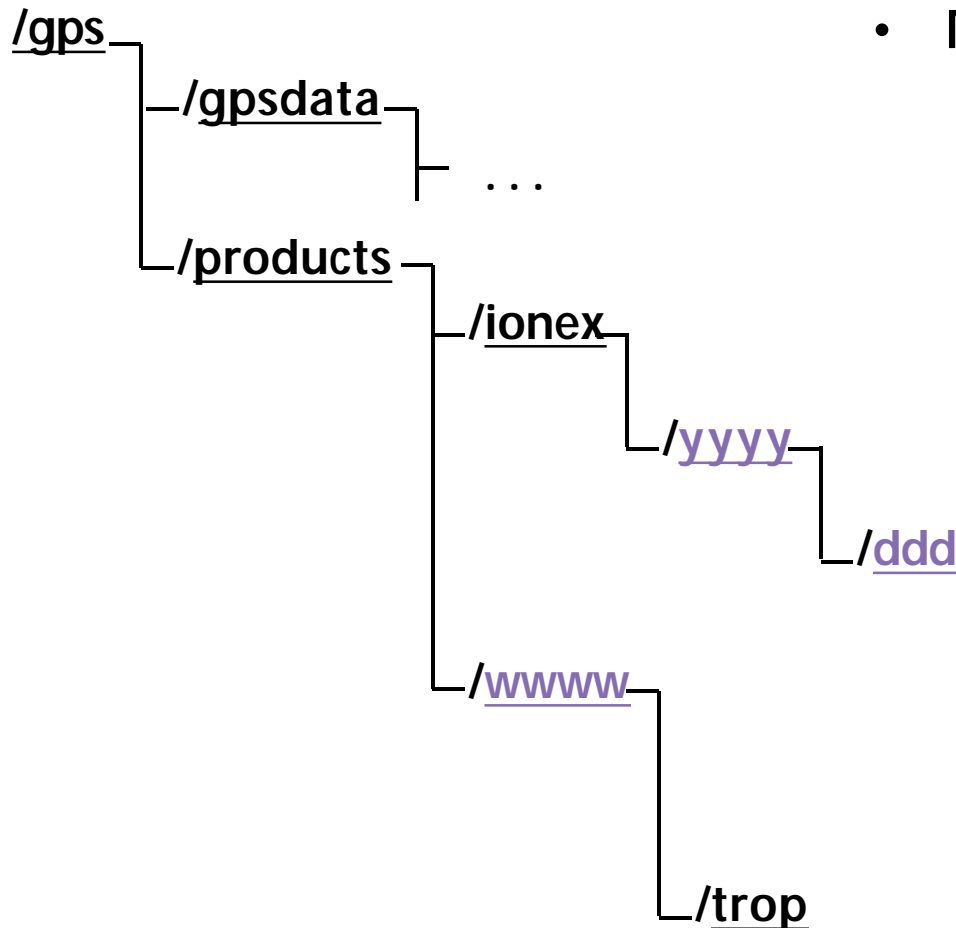 /gps
/gpsdata
...
/products
/ionex
/yyyy
/ddd
/wwww
/trop